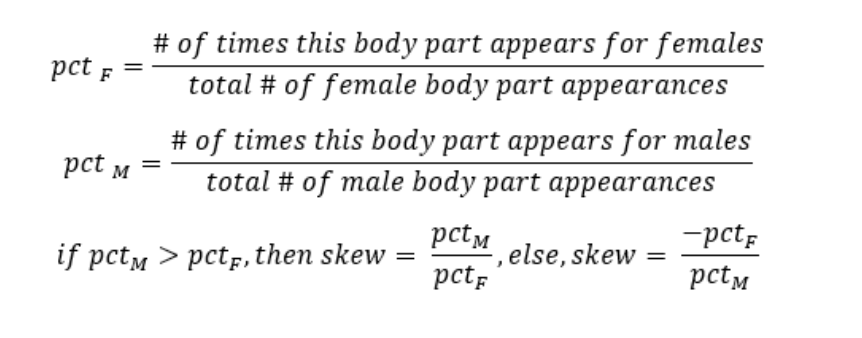 pct F = # of times this body part appears for females / total # of female body part appearances
pct M = # of times this body part appears for males / total # of male body part appearances
if pctM > pctF, then skew = pctM / pctF , else, skew = −pctF / pctM